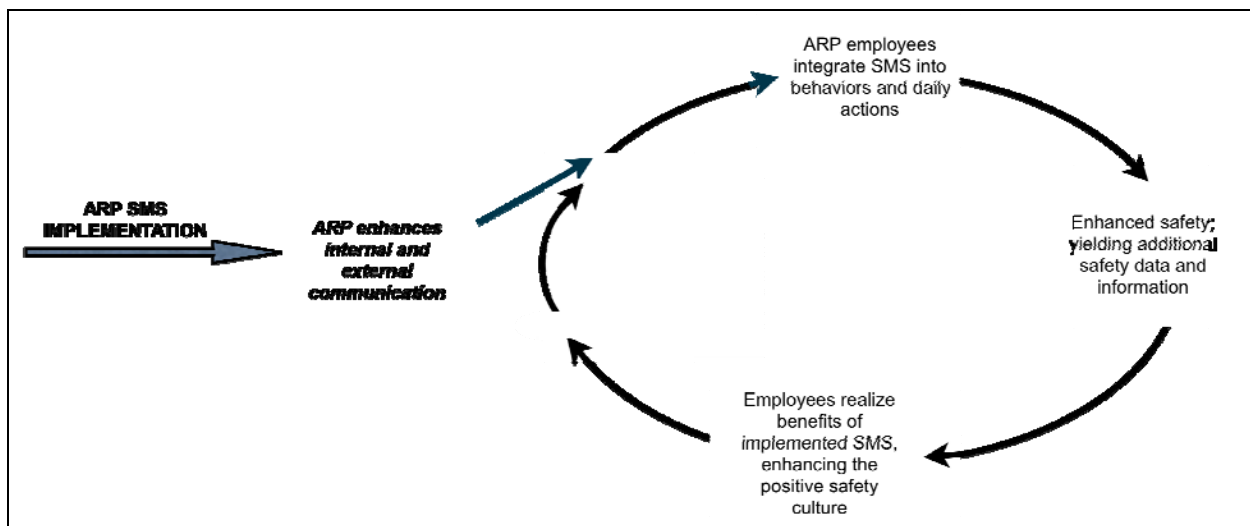 ARP SMS
IMPLEMENTATION
ARP enhances
internal and
external
communication
ARP employees
integrate SMS into
behaviors and daily
actions
Enhanced safety;
yielding additional
safety data and
information
Employees realize
benefits of
implemented SMS,
enhancing the
positive safety
culture